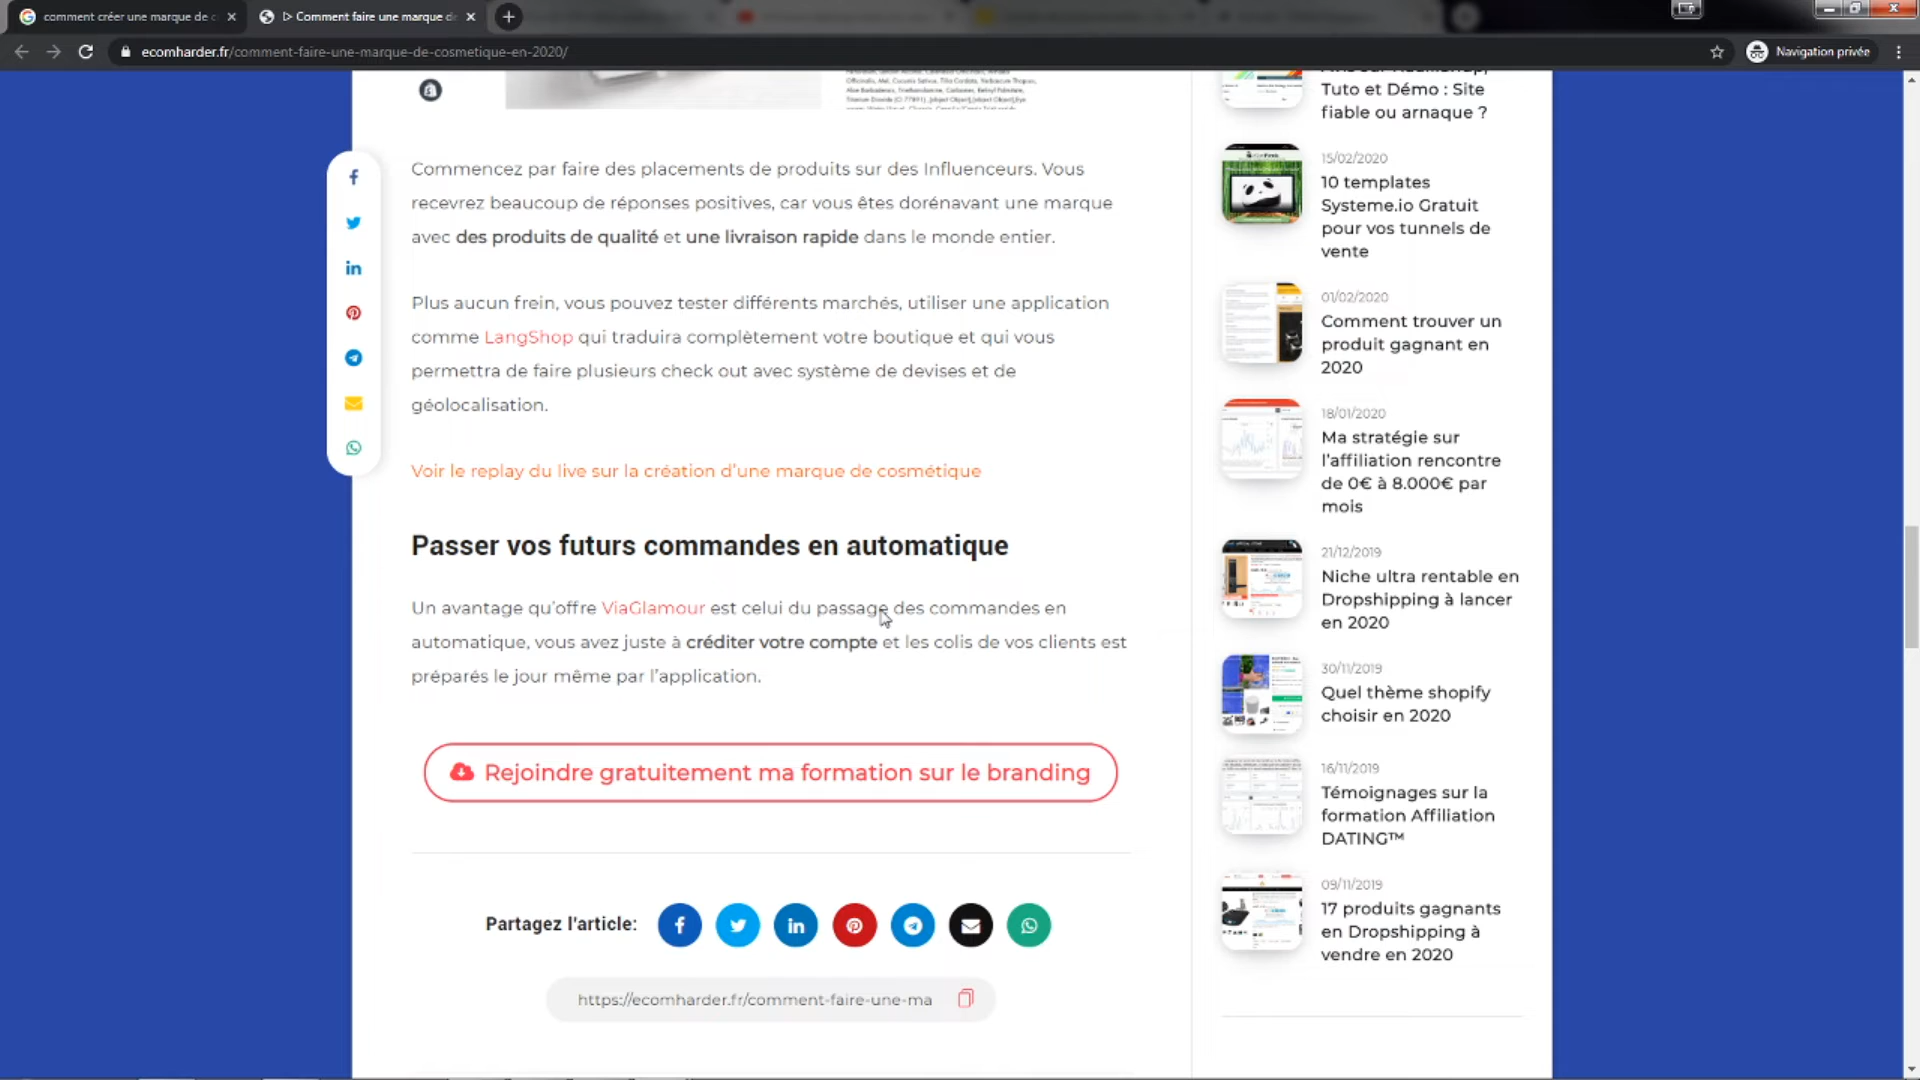 comment créer une marque de c
▷ Comment faire une marque de
ecomharder.fr/comment-faire-une-marque-de-cosmetique-en-2020/
Navigation privée
Commencez par faire des placements de produits sur des Influenceurs. Vous
recevrez beaucoup de réponses positives, car vous êtes dorénavant une marque
avec des produits de qualité et une livraison rapide dans le monde entier.
Plus aucun frein, vous pouvez tester différents marchés, utiliser une application
comme LangShop qui traduira complètement votre boutique et qui vous
permettra de faire plusieurs check out avec système de devises et de
géolocalisation.
Voir le replay du live sur la création d'une marque de cosmétique
Passer vos futurs commandes en automatique
Un avantage qu'offre ViaGlamour est celui du passage des commandes en
automatique, vous avez juste à créditer votre compte et les colis de vos clients est
préparés le jour même par l'application.
Rejoindre gratuitement ma formation sur le branding
Partagez l'article:
https://ecomharder.fr/comment-faire-une-ma
Tuto et Démo : Site
fiable ou arnaque ?
15/02/2020
10 templates
Systeme.io Gratuit
pour vos tunnels de
vente
01/02/2020
Comment trouver un
produit gagnant en
2020
18/01/2020
Ma stratégie sur
l'affiliation rencontre
de 0€ à 8.000€ par
mois
21/12/2019
Niche ultra rentable en
Dropshipping à lancer
en 2020
30/11/2019
Quel thème shopify
choisir en 2020
16/11/2019
Témoignages sur la
formation Affiliation
DATING™
09/11/2019
17 produits gagnants
en Dropshipping à
vendre en 2020